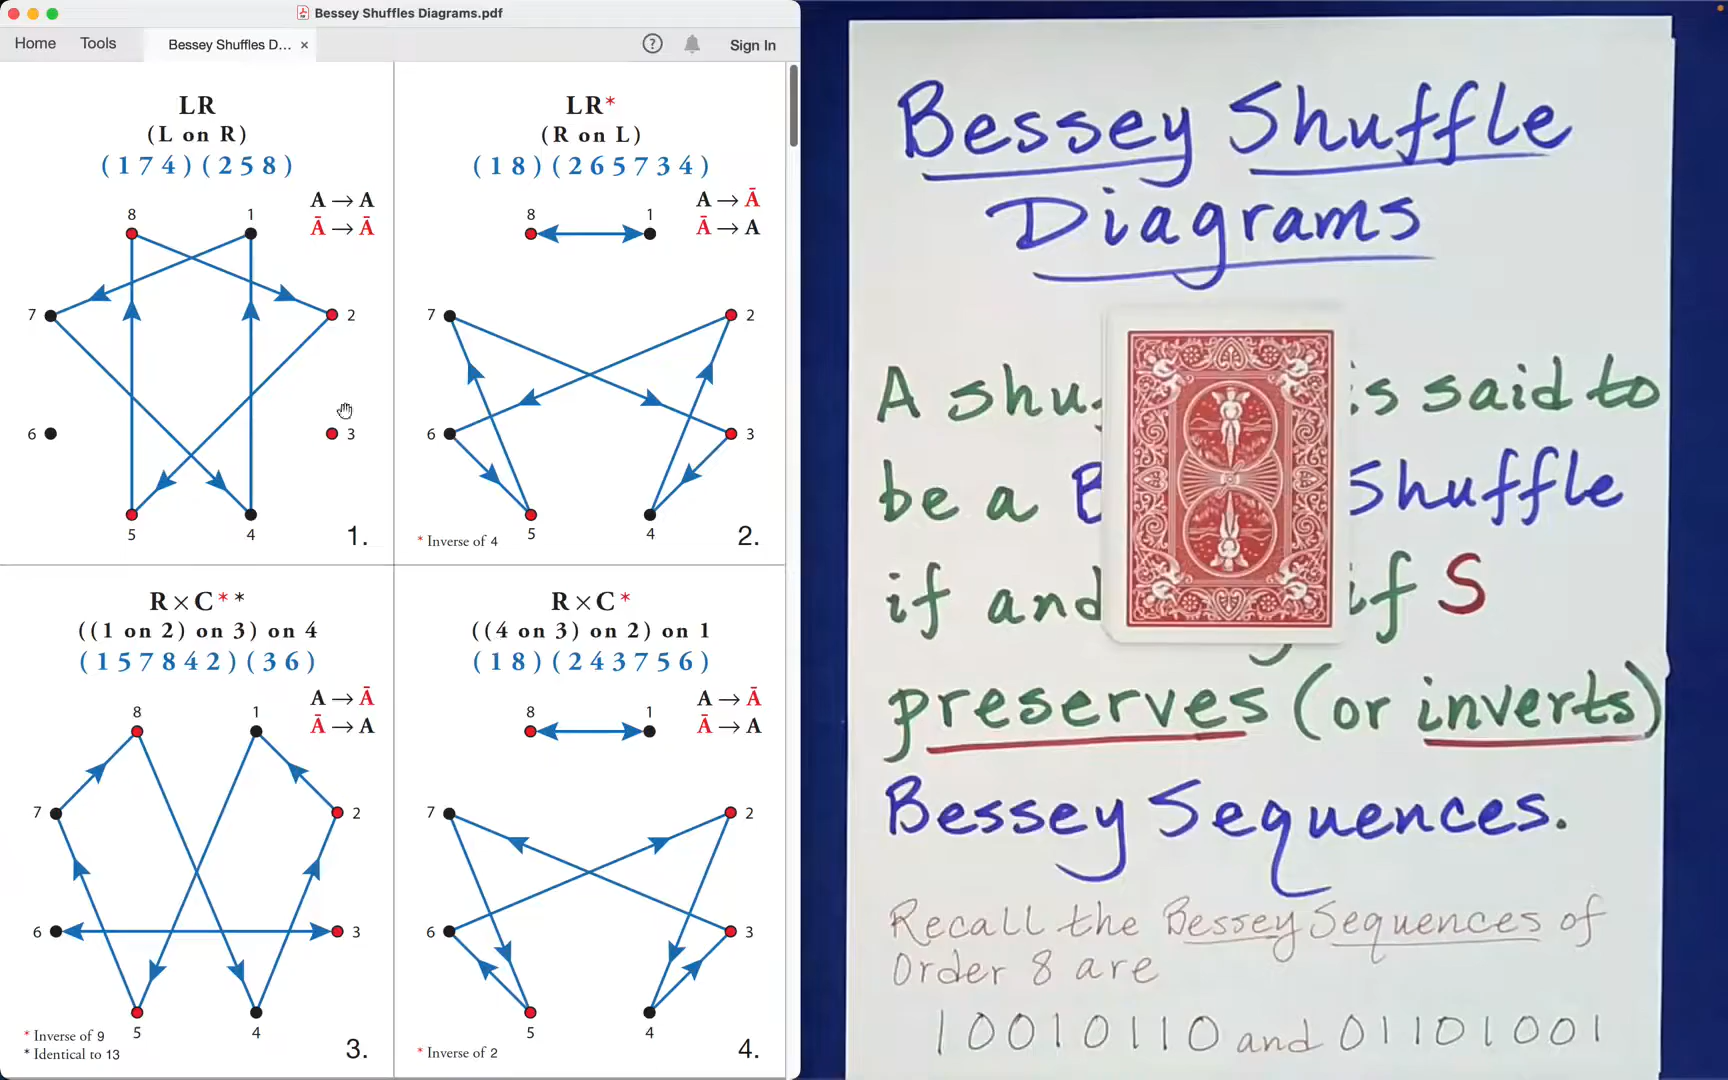 Bessey Shuffles Diagrams.pdf
Home Tools Bessey Shuffles D... × ? Sign In
LR
(L on R)
(1 7 4)(2 5 8)
A → A
Ā → Ā
8 1
7 2
6 3
5 4
1.
LR*
(R on L)
(1 8)(2 6 5 7 3 4)
A → Ā
Ā → A
8 1
7 2
6 3
5 4
* Inverse of 4
2.
R × C**
((1 on 2) on 3) on 4
(1 5 7 8 4 2)(3 6)
A → Ā
Ā → A
8 1
7 2
6 3
5 4
* Inverse of 9
* Identical to 13
3.
R × C*
((4 on 3) on 2) on 1
(1 8)(2 4 3 7 5 6)
A → Ā
Ā → A
8 1
7 2
6 3
5 4
* Inverse of 2
4.
Bessey Shuffle
Diagrams
A is said to
be a Shuffle
if and if S
preserves (or inverts)
Bessey Sequences.
Recall the Bessey Sequences of
Order 8 are
10010110 and 01101001